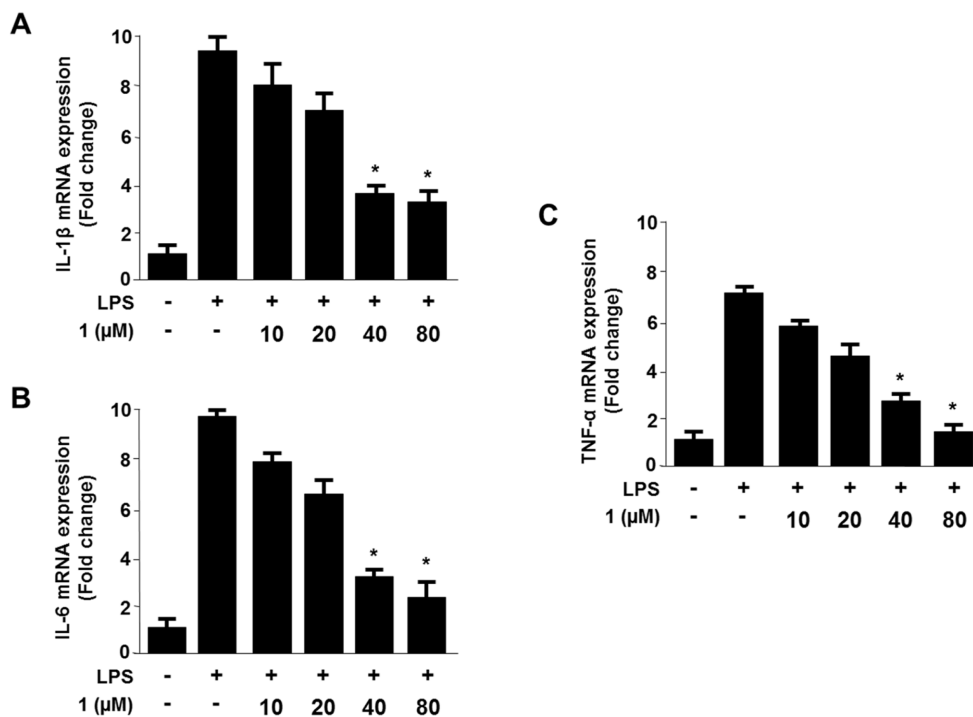 A
IL-1β mRNA expression
(Fold change)
10
8
6
4
2
0
* *
LPS - + + + + +
1 (µM) - - 10 20 40 80
B
IL-6 mRNA expression
(Fold change)
10
8
6
4
2
0
* *
LPS - + + + + +
1 (µM) - - 10 20 40 80
C
TNF-α mRNA expression
(Fold change)
10
8
6
4
2
0
* *
LPS - + + + + +
1 (µM) - - 10 20 40 80